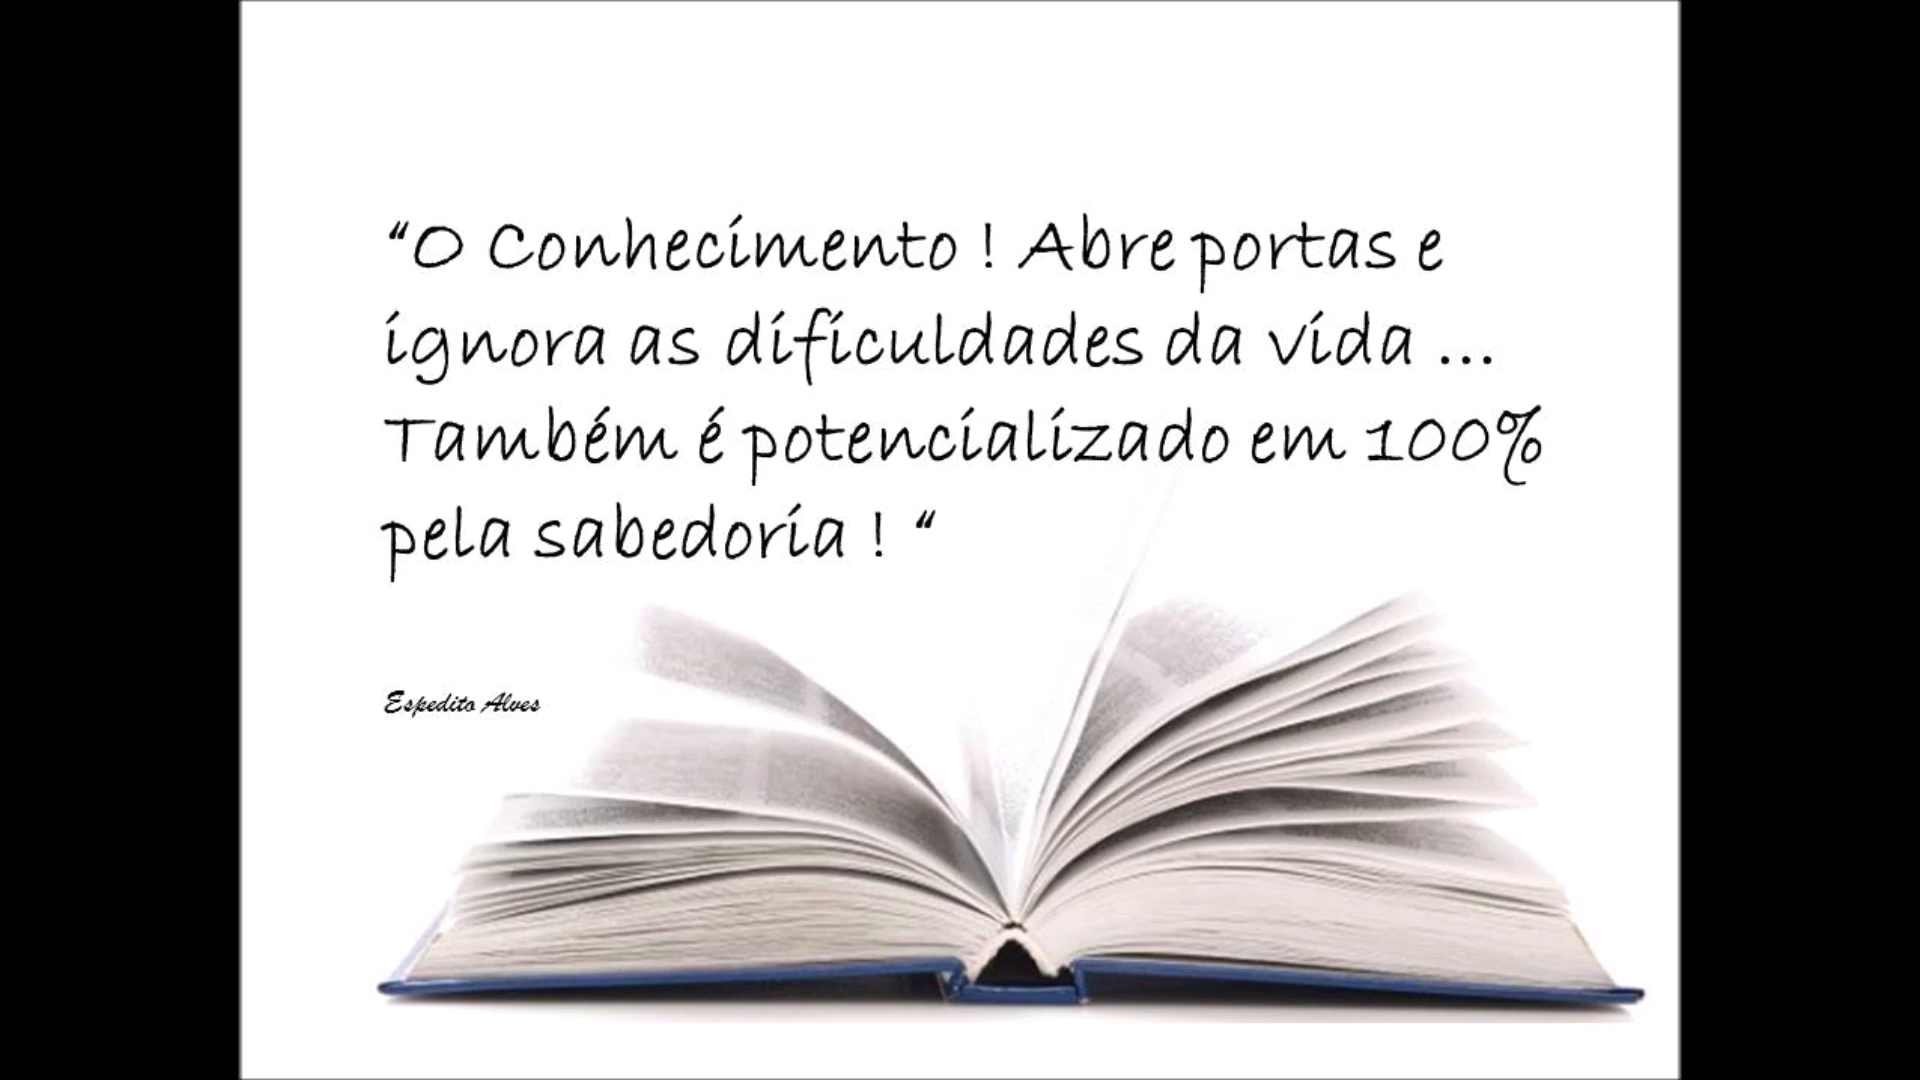 “O Conhecimento ! Abre portas e
ignora as dificuldades da vida ...
Também é potencializado em 100%
pela sabedoria ! “
Espedito Alves